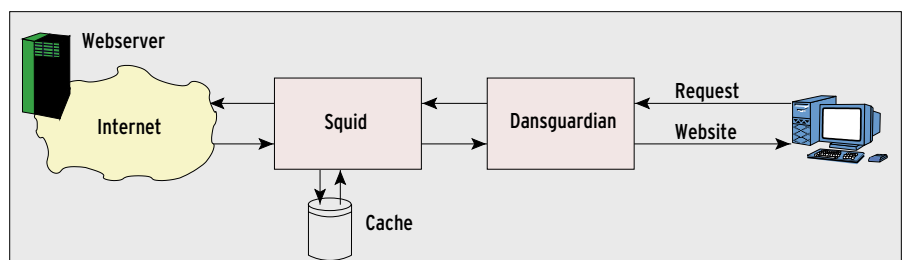 Webserver
Internet
Squid
Dansguardian
Request
Website
Cache